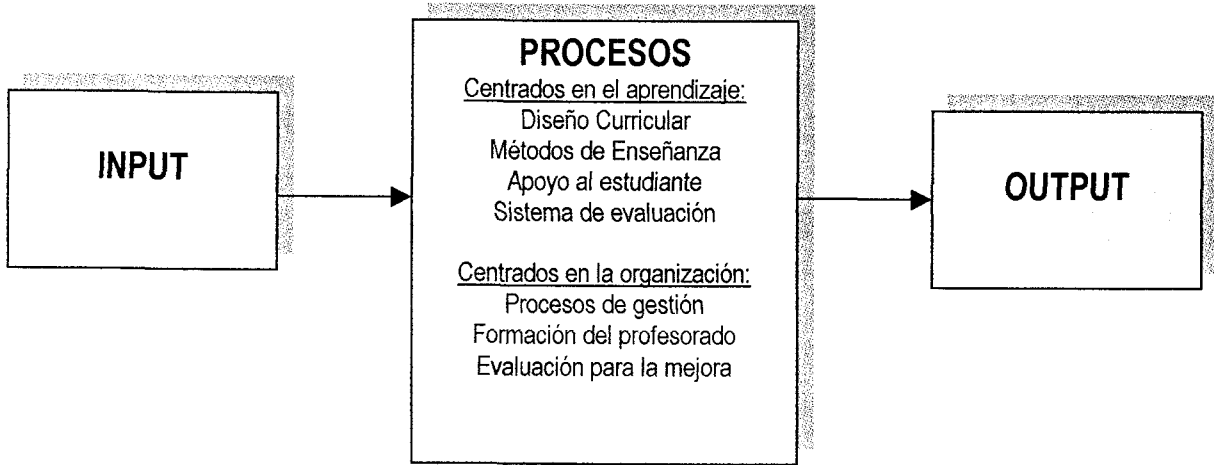 INPUT
PROCESOS
Centrados en el aprendizaje:
Diseño Curricular
Métodos de Enseñanza
Apoyo al estudiante
Sistema de evaluación
Centrados en la organización:
Procesos de gestión
Formación del profesorado
Evaluación para la mejora
OUTPUT